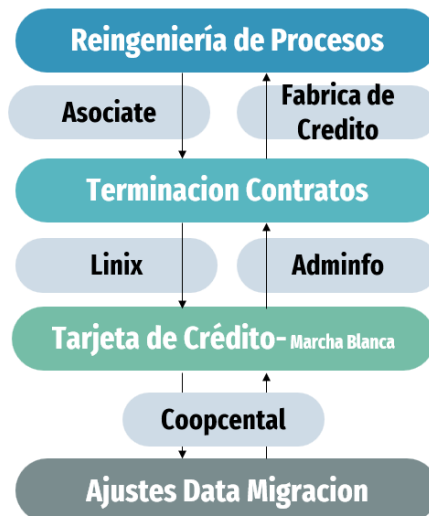 Reingeniería de Procesos
Asociate
Fabrica de
Credito
Terminacion Contratos
Linix
Adminfo
Tarjeta de Crédito- Marcha Blanca
Coopcental
Ajustes Data Migracion